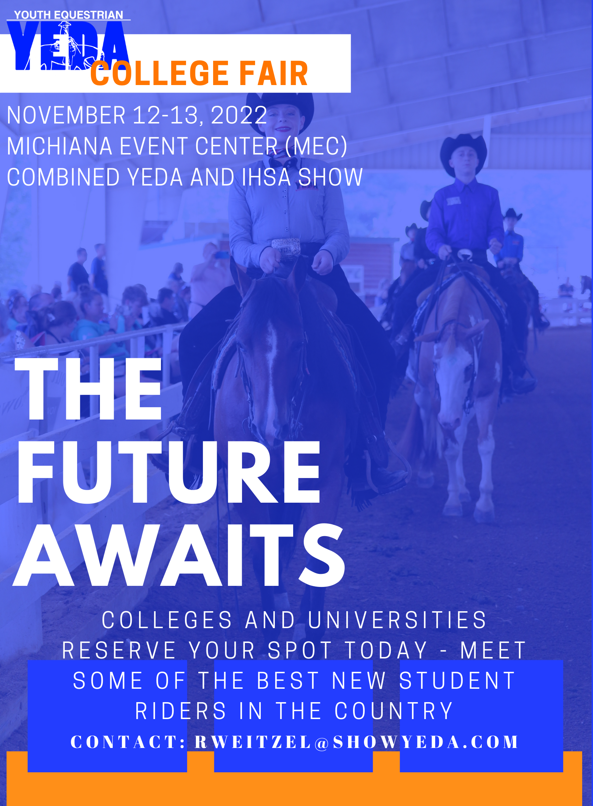 YOUTH EQUESTRIAN
YEDA
COLLEGE FAIR
NOVEMBER 12-13, 2022
MICHIANA EVENT CENTER (MEC)
COMBINED YEDA AND IHSA SHOW
THE
FUTURE
AWAITS
COLLEGES AND UNIVERSITIES
RESERVE YOUR SPOT TODAY - MEET
SOME OF THE BEST NEW STUDENT
RIDERS IN THE COUNTRY
CONTACT: RWEITZEL@SHOWYEDA.COM